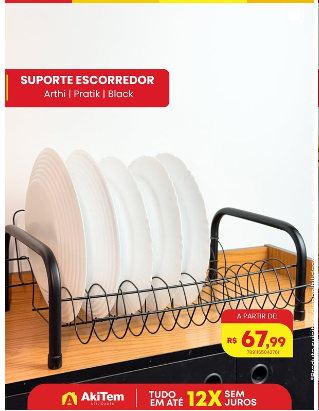 SUPORTE ESCORREDOR
Arthi | Pratik | Black
A PARTIR DE:
R$ 67,99
AkiTem
TUDO EM ATÉ 12X SEM JUROS